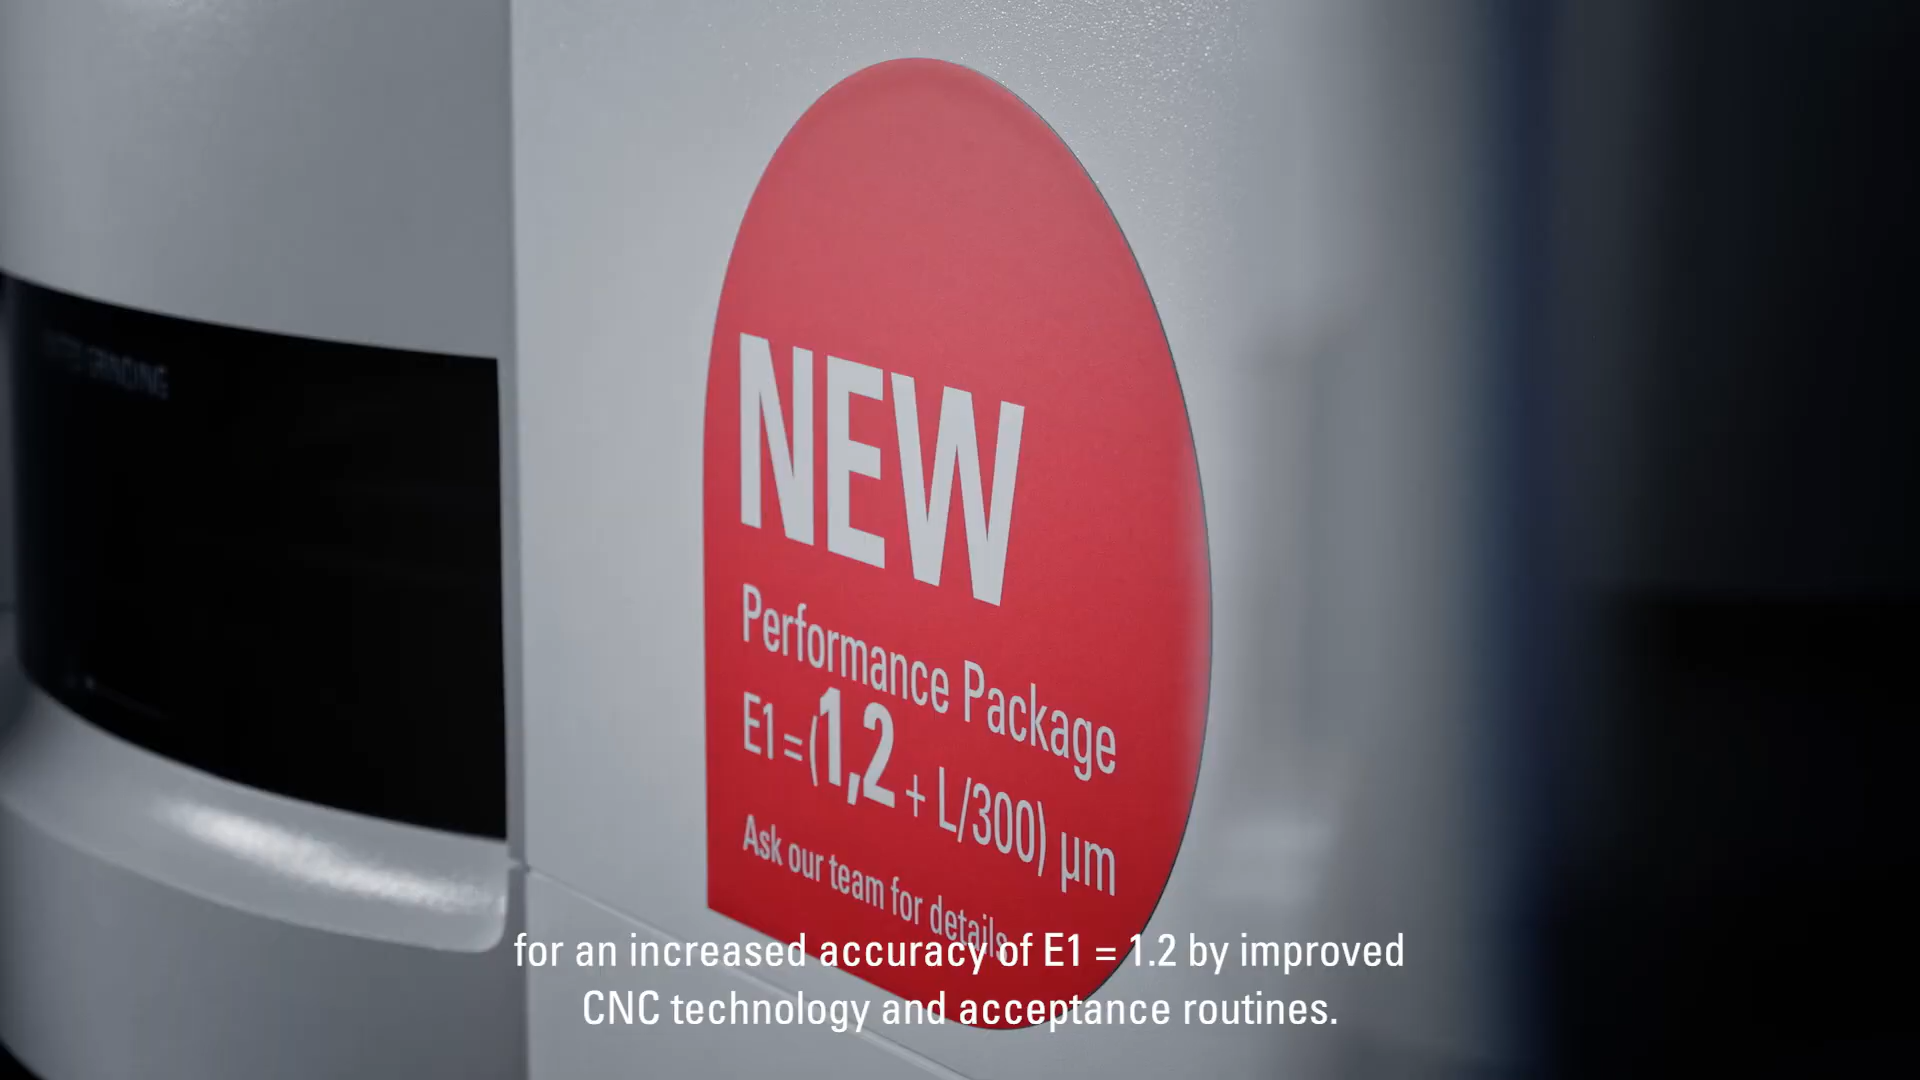 NEW
Performance Package
E1 = (1,2 + L/300) µm
Ask our team for details
for an increased accuracy of E1 = 1.2 by improved
CNC technology and acceptance routines.